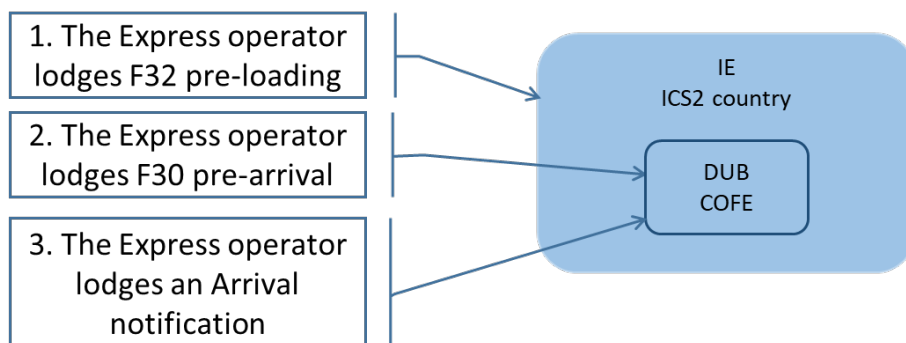 1. The Express operator
lodges F32 pre-loading
2. The Express operator
lodges F30 pre-arrival
3. The Express operator
lodges an Arrival
notification
IE
ICS2 country
DUB
COFE